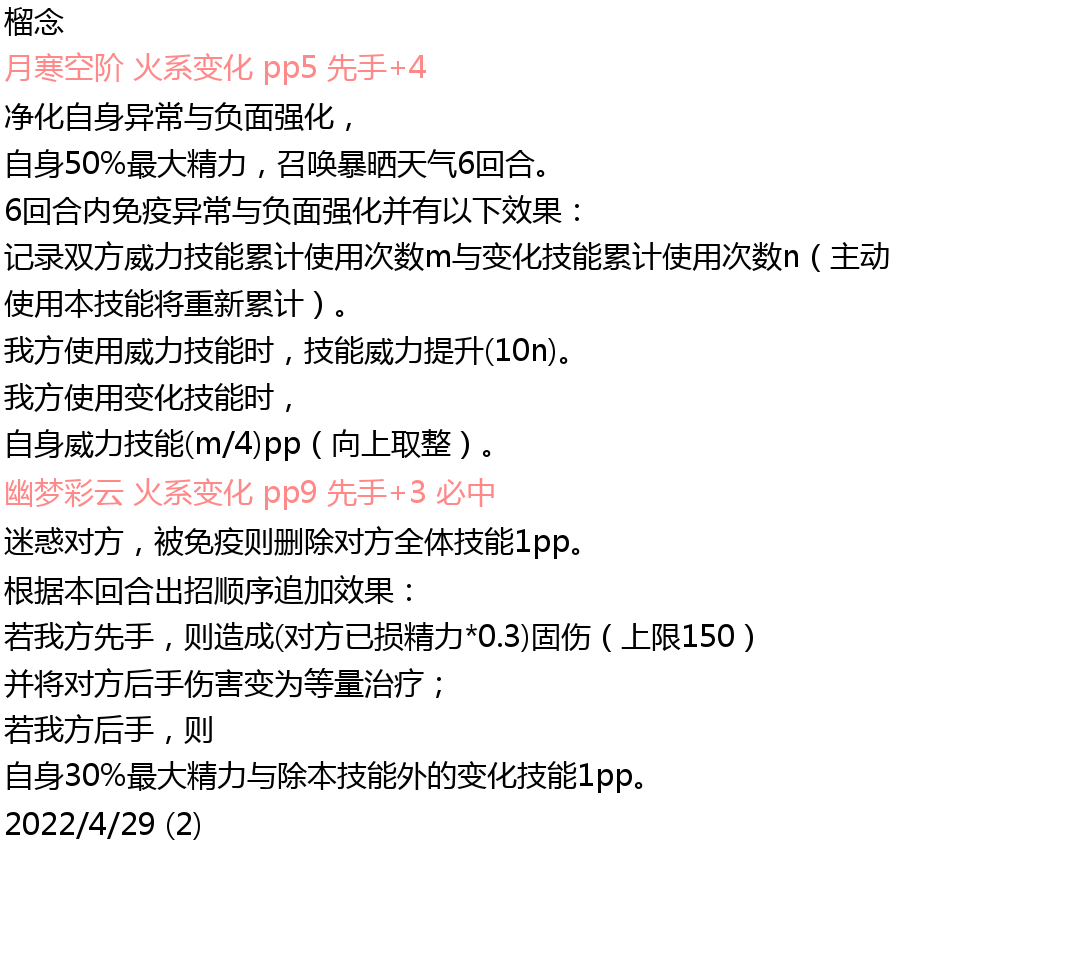 榴念
月寒空阶 火系变化 pp5 先手+4
净化自身异常与负面强化，
自身50%最大精力，召唤暴晒天气6回合。
6回合内免疫异常与负面强化并有以下效果：
记录双方威力技能累计使用次数m与变化技能累计使用次数n（主动
使用本技能将重新累计）。
我方使用威力技能时，技能威力提升(10n)。
我方使用变化技能时，
自身威力技能(m/4)pp（向上取整）。
幽梦彩云 火系变化 pp9 先手+3 必中
迷惑对方，被免疫则删除对方全体技能1pp。
根据本回合出招顺序追加效果：
若我方先手，则造成(对方已损精力*0.3)固伤（上限150）
并将对方后手伤害变为等量治疗；
若我方后手，则
自身30%最大精力与除本技能外的变化技能1pp。
2022/4/29 (2)